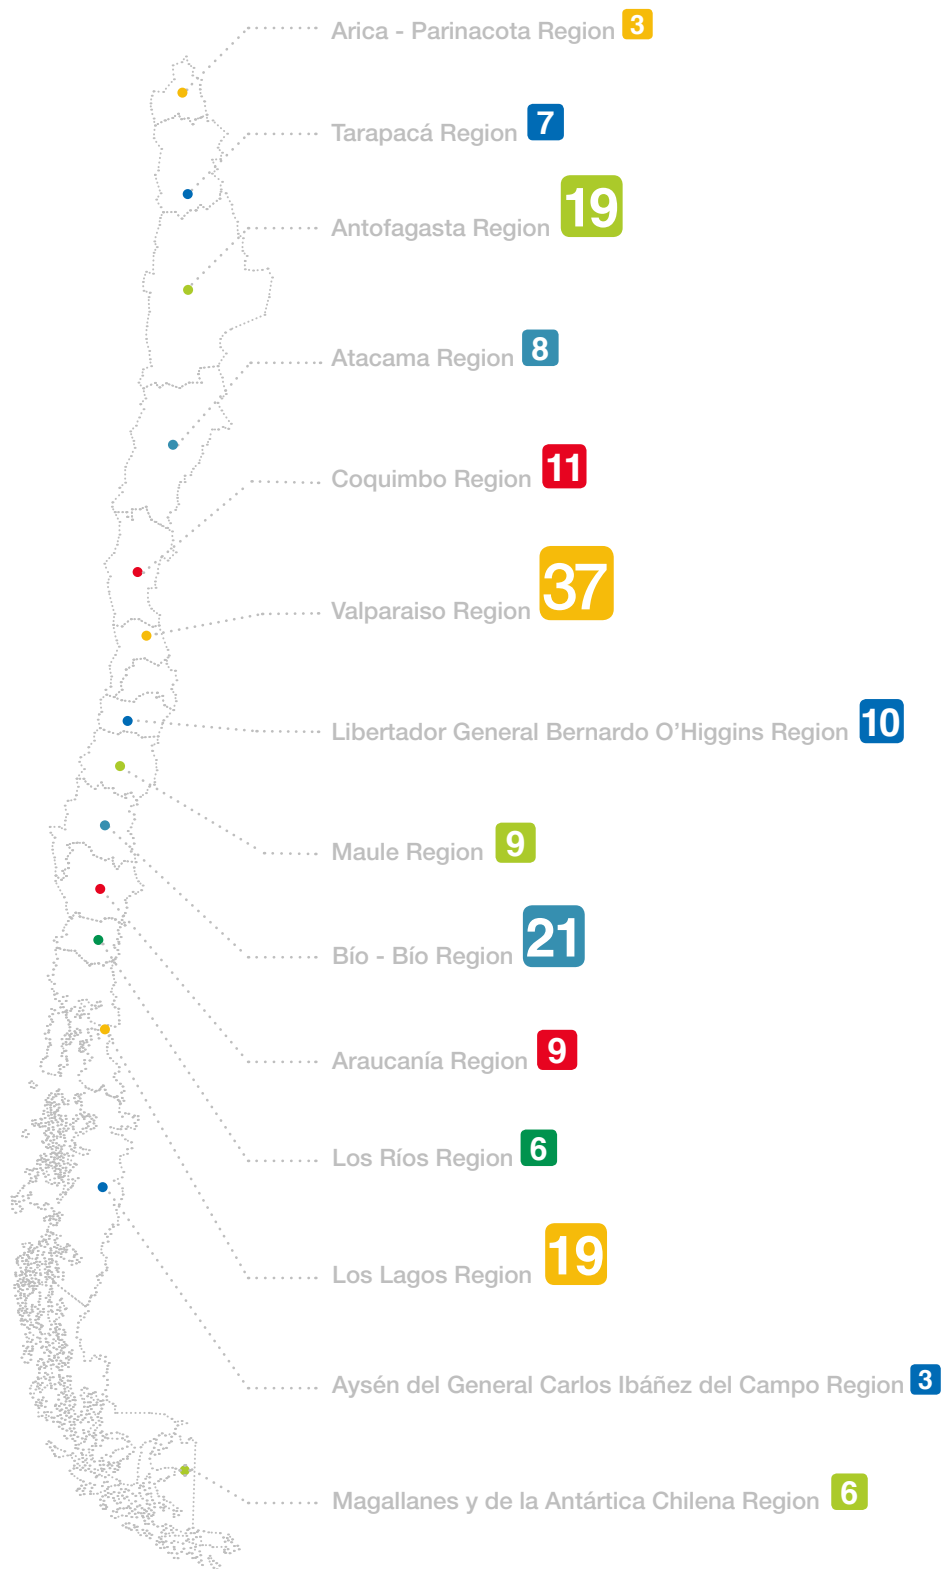 Arica - Parinacota Region 3
Tarapacá Region 7
Antofagasta Region 19
Atacama Region 8
Coquimbo Region 11
Valparaiso Region 37
Libertador General Bernardo O’Higgins Region 10
Maule Region 9
Bío - Bío Region 21
Araucanía Region 9
Los Ríos Region 6
Los Lagos Region 19
Aysén del General Carlos Ibáñez del Campo Region 3
Magallanes y de la Antártica Chilena Region 6